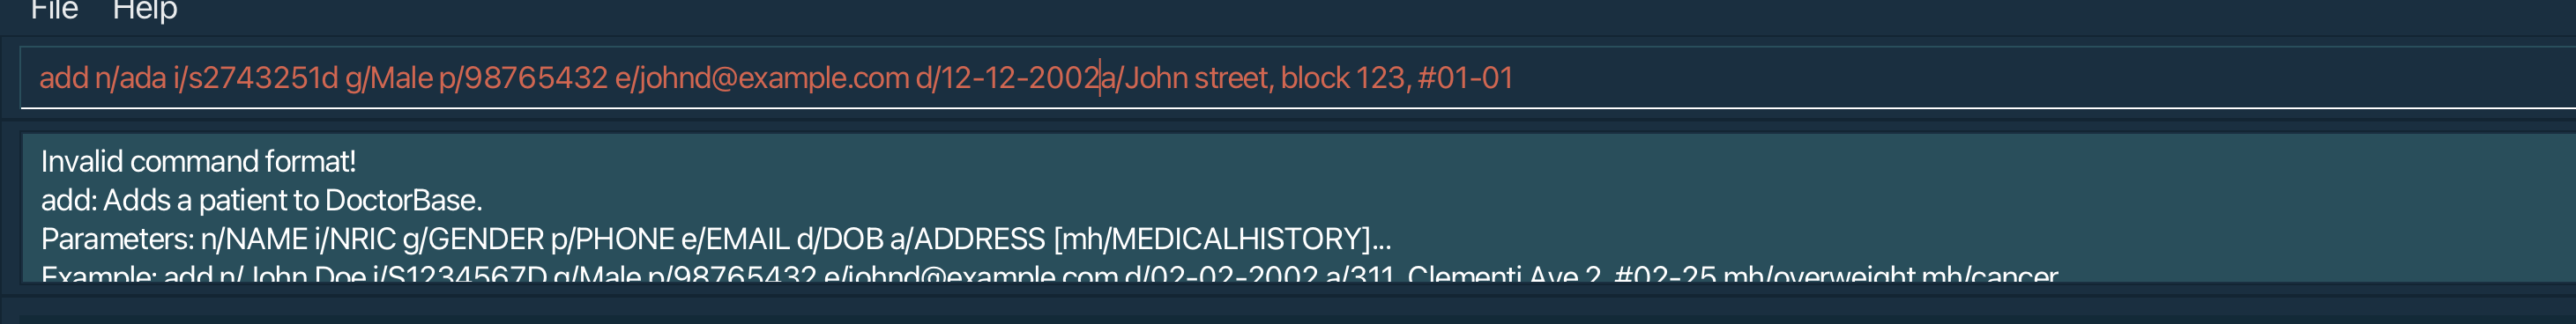 File Help
add n/ada i/s2743251d g/Male p/98765432 e/johnd@example.com d/12-12-2002a/John street, block 123, #01-01
Invalid command format!
add: Adds a patient to DoctorBase.
Parameters: n/NAME i/NRIC g/GENDER p/PHONE e/EMAIL d/DOB a/ADDRESS [mh/MEDICALHISTORY]...
Example: add n/ John Doe i/S1234567D g/Male p/98765432 e/johnd@example.com d/02-02-2002 a/311, Clementi Ave 2, #02-25 mh/overweight mh/cancer